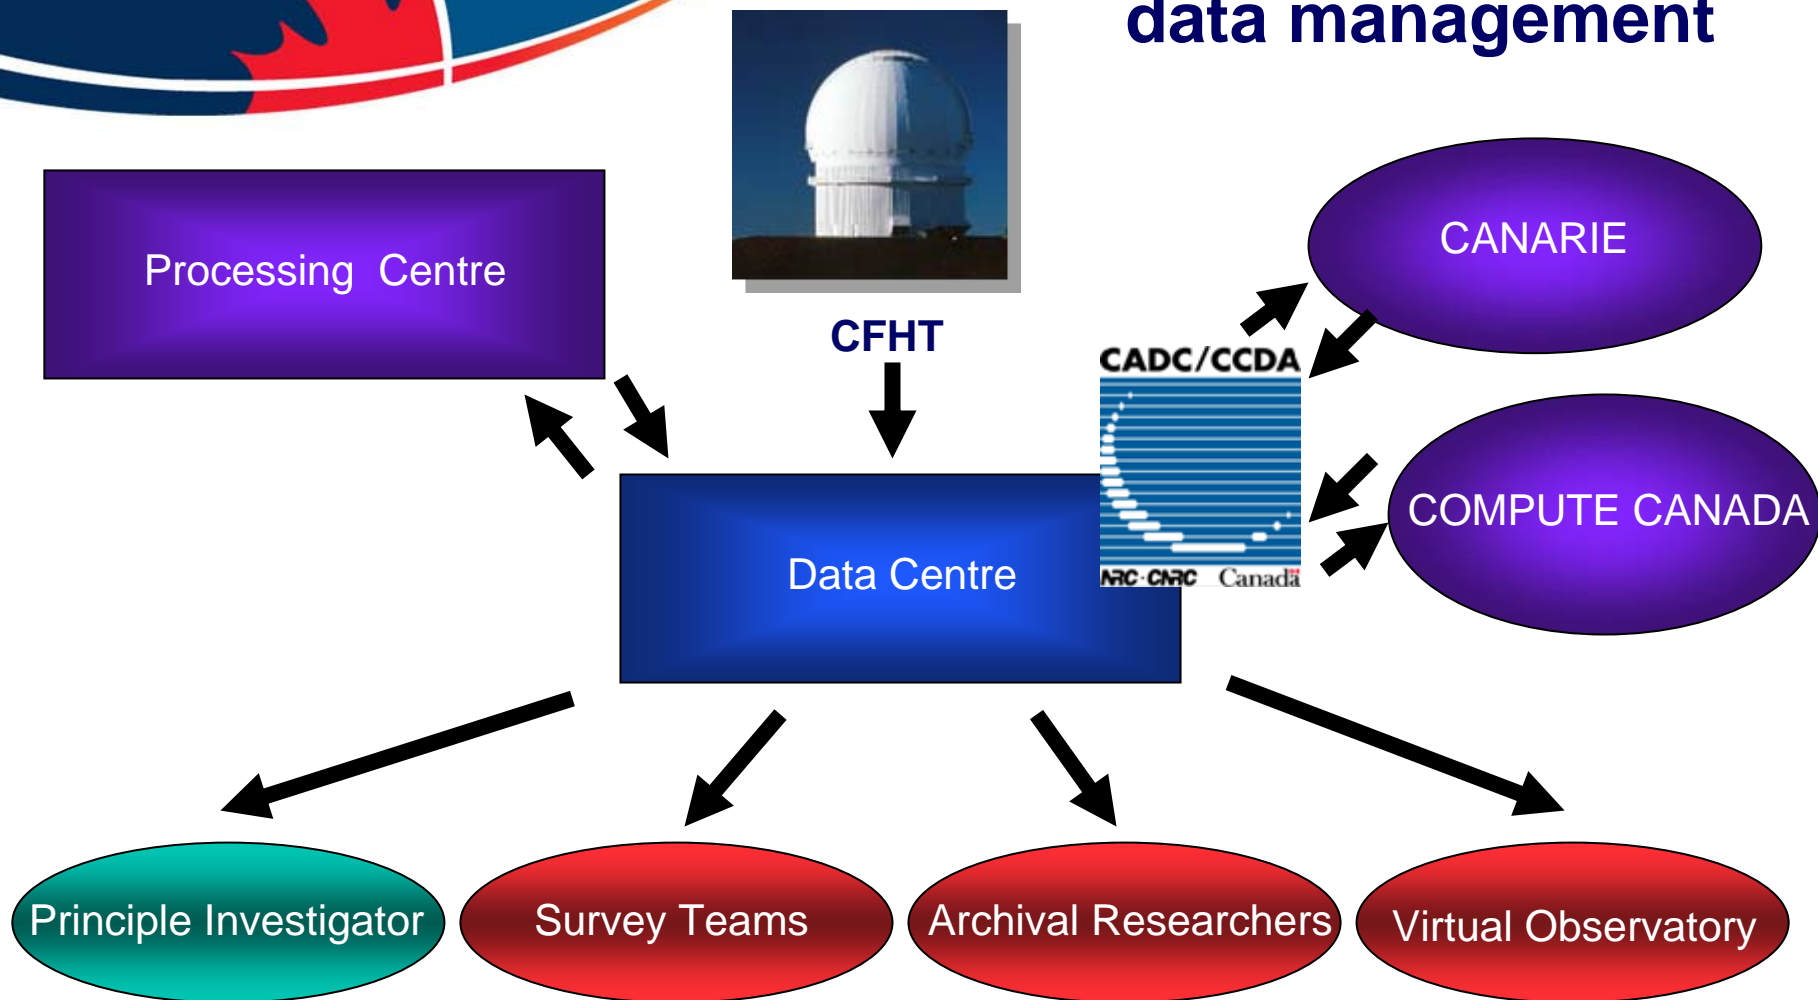 data management
Processing Centre
CFHT
CANARIE
CADC/CCDA
COMPUTE CANADA
NRC·CNRC Canada
Data Centre
Principle Investigator
Survey Teams
Archival Researchers
Virtual Observatory